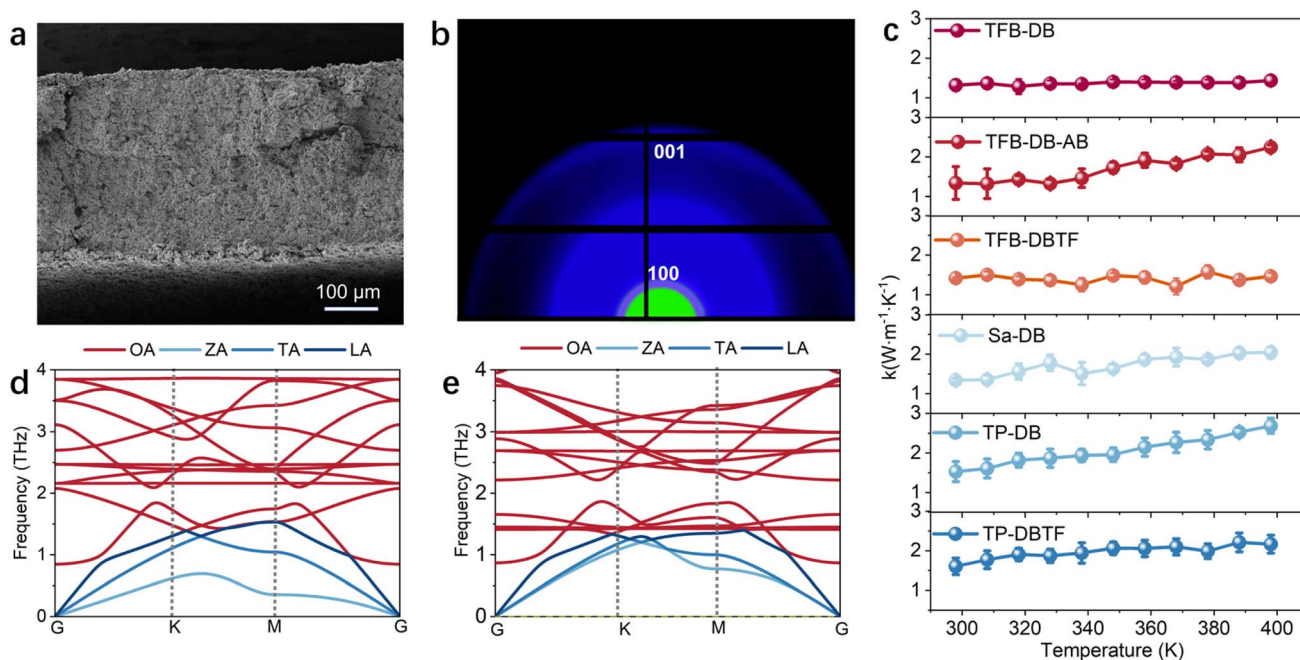 a
100 μm
b
001
100
c
TFB-DB
TFB-DB-AB
TFB-DBTF
Sa-DB
TP-DB
TP-DBTF
k(W·m⁻¹·K⁻¹)
3
2
1
3
2
1
3
2
1
3
2
1
3
2
1
3
2
1
300 320 340 360 380 400
Temperature (K)
OA ZA TA LA
d
Frequency (THz)
4
3
2
1
0
G K M G
OA ZA TA LA
e
Frequency (THz)
4
3
2
1
0
G K M G